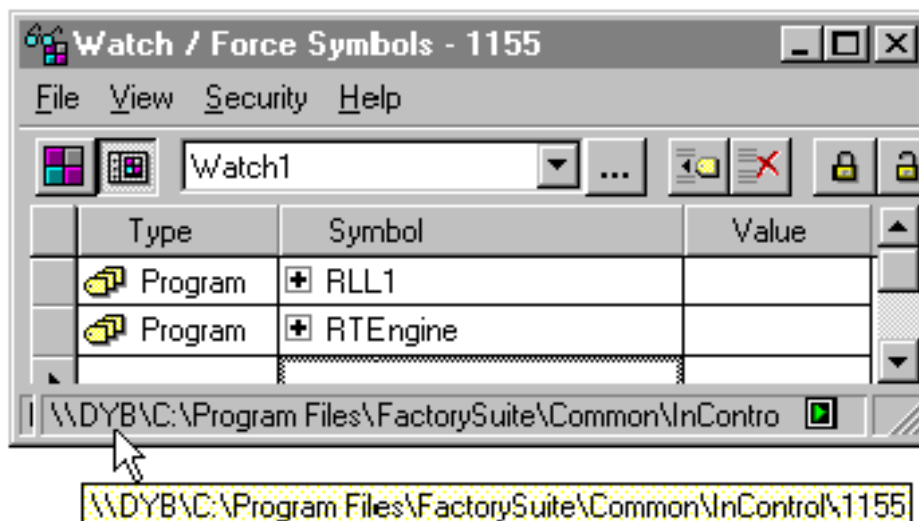 Watch / Force Symbols - 1155
File View Security Help
Watch1 ...
Type Symbol Value
Program RLL1
Program RTEngine
\\DYB\C:\Program Files\FactorySuite\Common\InContro
\\DYB\C:\Program Files\FactorySuite\Common\InControl\1155